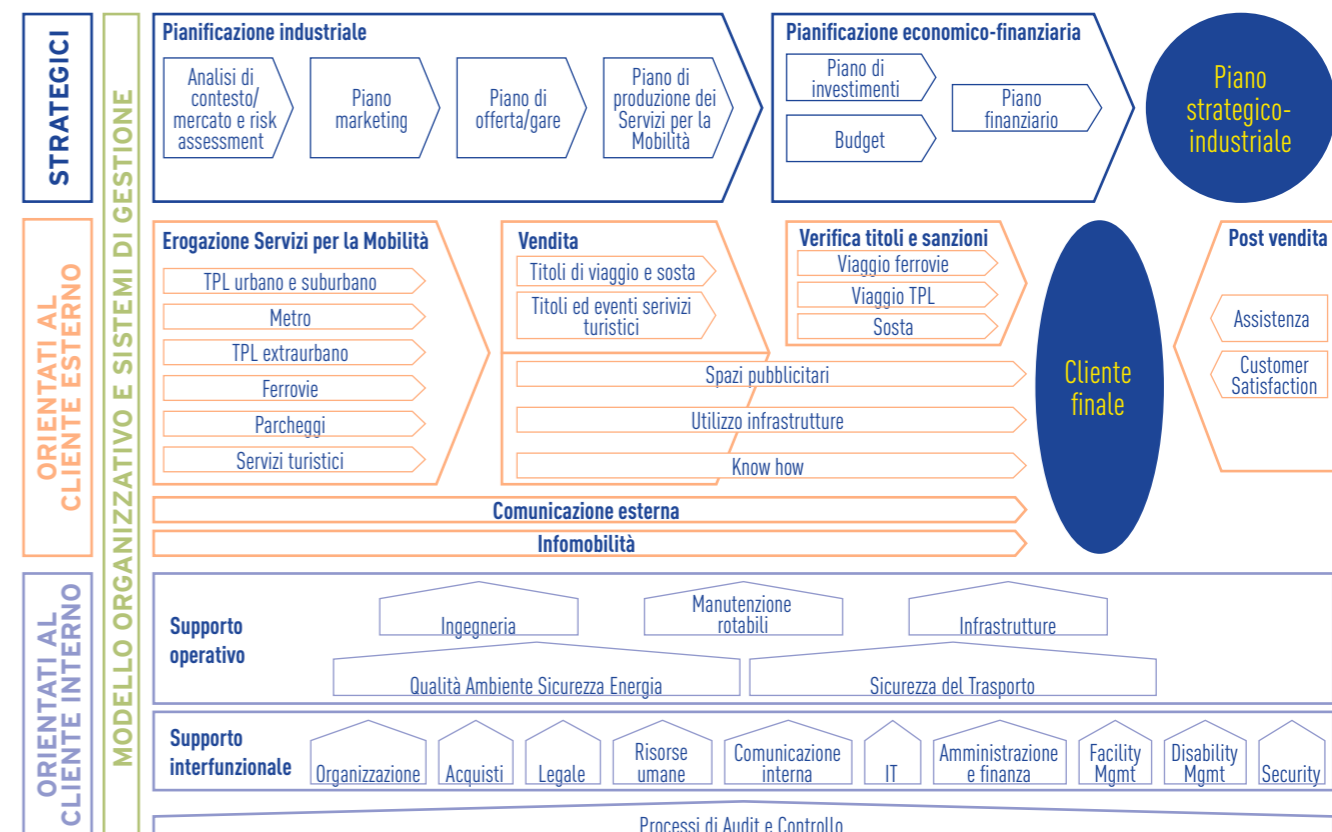 STRATEGICI
MODELLO ORGANIZZATIVO E SISTEMI DI GESTIONE
Pianificazione industriale
Analisi di
contesto/
mercato e risk
assessment
Piano
marketing
Piano di
offerta/gare
Piano di
produzione dei
Servizi per la
Mobilità
Pianificazione economico-finanziaria
Piano di
investimenti
Budget
Piano
finanziario
Piano
strategico-
industriale
ORIENTATI AL
CLIENTE ESTERNO
Erogazione Servizi per la Mobilità
TPL urbano e suburbano
Metro
TPL extraurbano
Ferrovie
Parcheggi
Servizi turistici
Vendita
Titoli di viaggio e sosta
Titoli ed eventi serivizi
turistici
Verifica titoli e sanzioni
Viaggio ferrovie
Viaggio TPL
Sosta
Spazi pubblicitari
Utilizzo infrastrutture
Know how
Comunicazione esterna
Infomobilità
Cliente
finale
Post vendita
Assistenza
Customer
Satisfaction
ORIENTATI AL
CLIENTE INTERNO
Supporto
operativo
Ingegneria
Manutenzione
rotabili
Infrastrutture
Qualità Ambiente Sicurezza Energia
Sicurezza del Trasporto
Supporto
interfunzionale
Organizzazione
Acquisti
Legale
Risorse
umane
Comunicazione
interna
IT
Amministrazione
e finanza
Facility
Mgmt
Disability
Mgmt
Security
Processi di Audit e Controllo